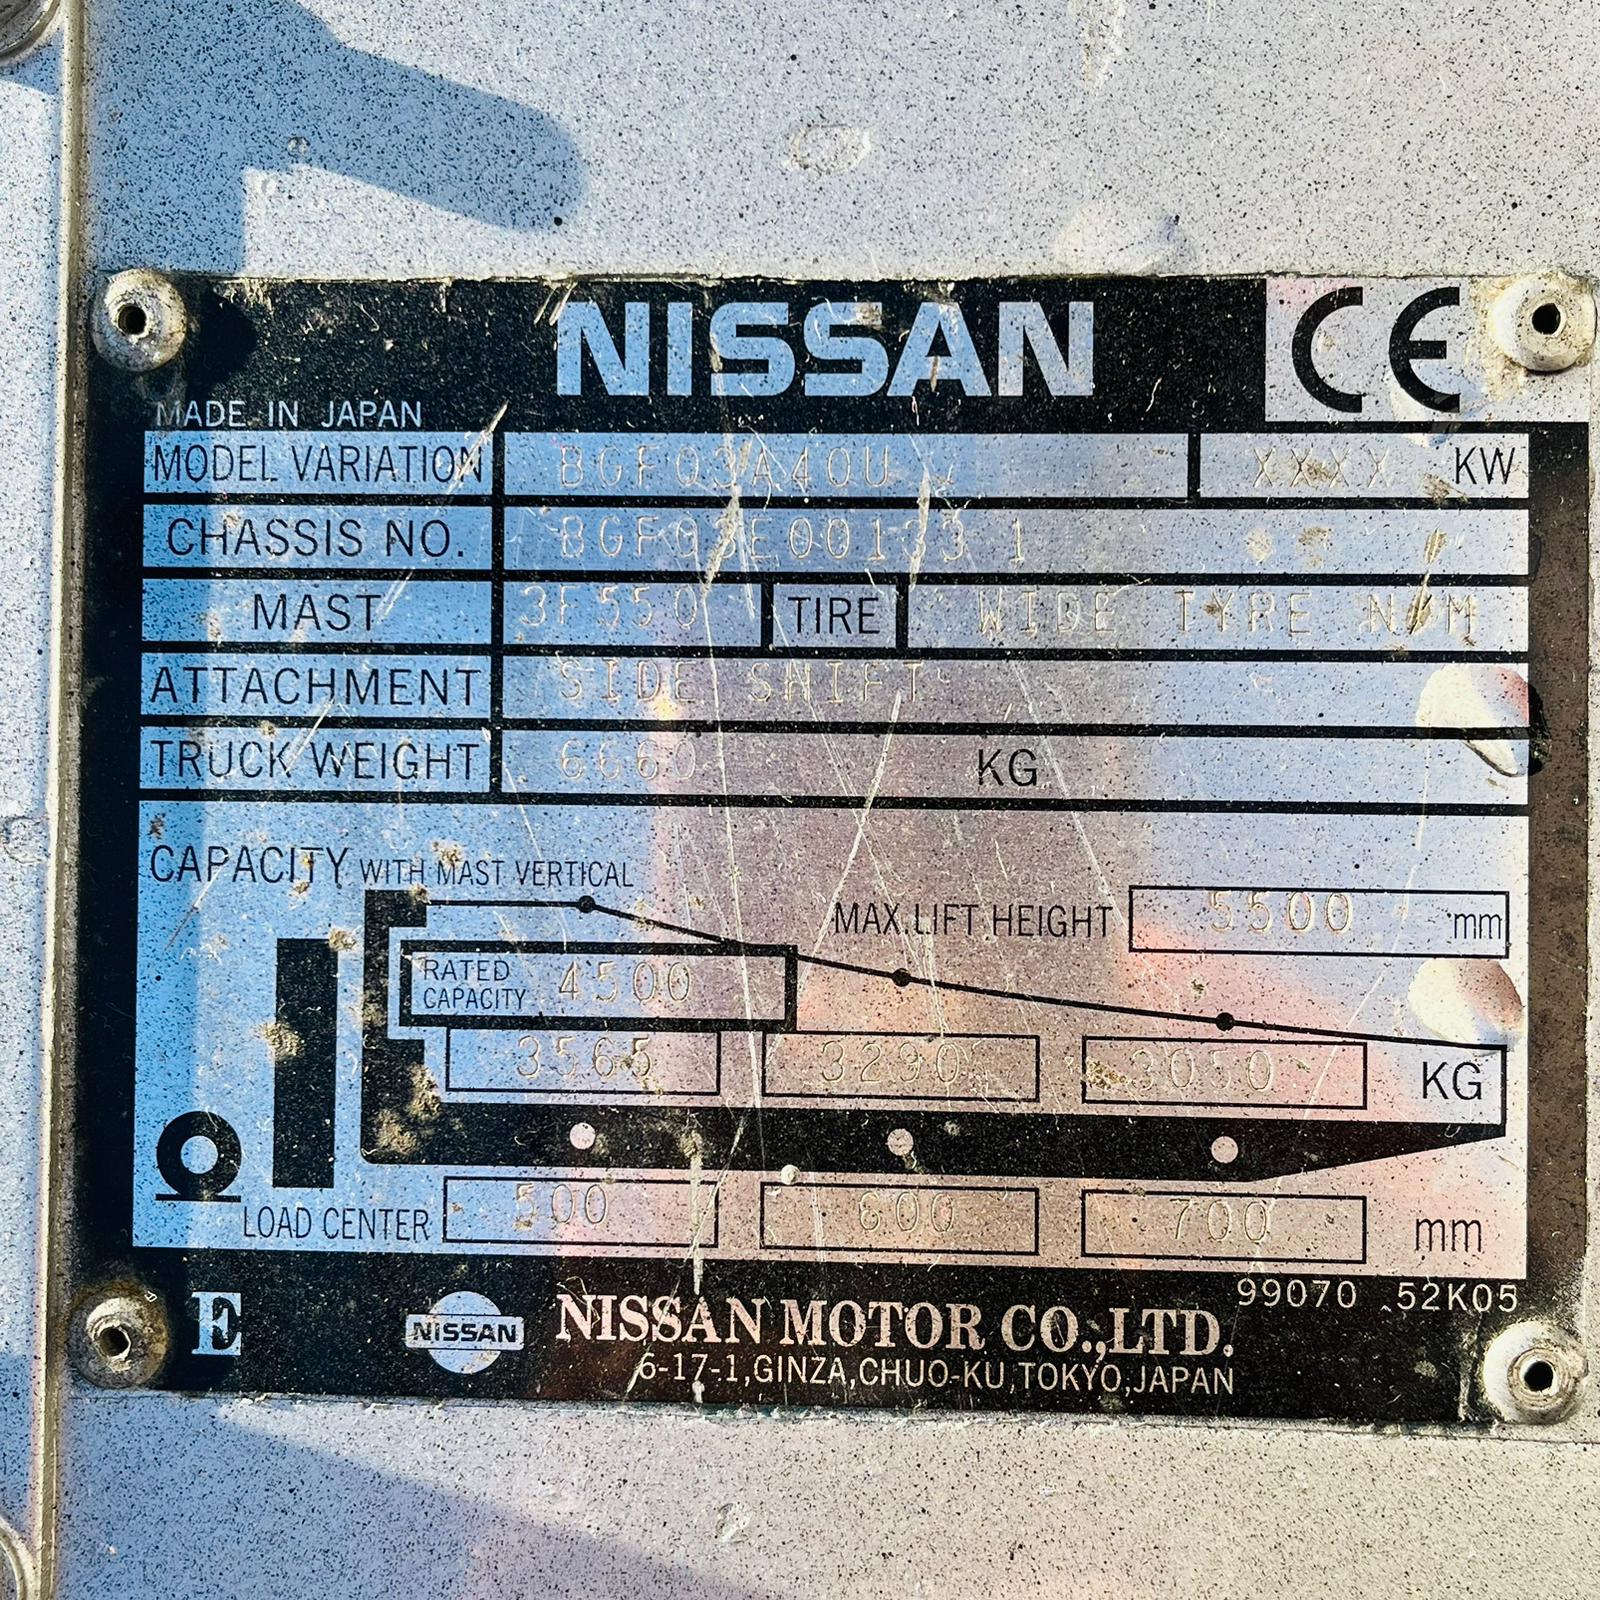 NISSAN CE
MADE IN JAPAN
MODEL VARIATION BGF03A40U XXXX KW
CHASSIS NO. BGF03E00133 1
MAST 3F550 TIRE WIDE TYRE N M
ATTACHMENT SIDE SHIFT
TRUCK WEIGHT 6660 KG
CAPACITY WITH MAST VERTICAL
MAX.LIFT HEIGHT 5500 mm
RATED CAPACITY 4500
3565 3290 3050 KG
LOAD CENTER 500 600 700 mm
99070 52K05
E NISSAN NISSAN MOTOR CO.,LTD.
6-17-1,GINZA,CHUO-KU,TOKYO,JAPAN